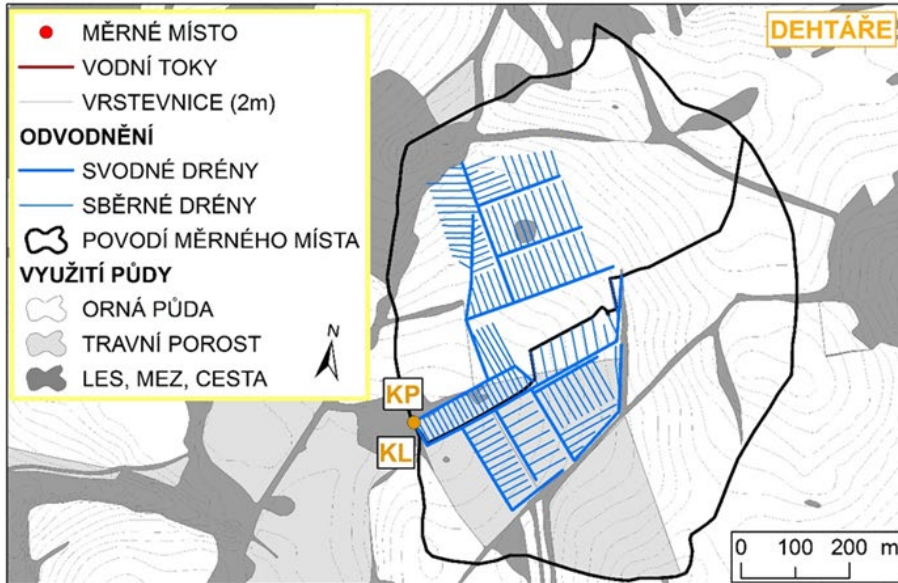 MĚRNÉ MÍSTO
VODNÍ TOKY
VRSTEVNICE (2m)
ODVODNĚNÍ
SVODNÉ DRÉNY
SBĚRNÉ DRÉNY
POVODÍ MĚRNÉHO MÍSTA
VYUŽITÍ PŮDY
ORNÁ PŮDA
TRAVNÍ POROST
LES, MEZ, CESTA
N
DEHTÁŘE
KP
KL
0 100 200 m